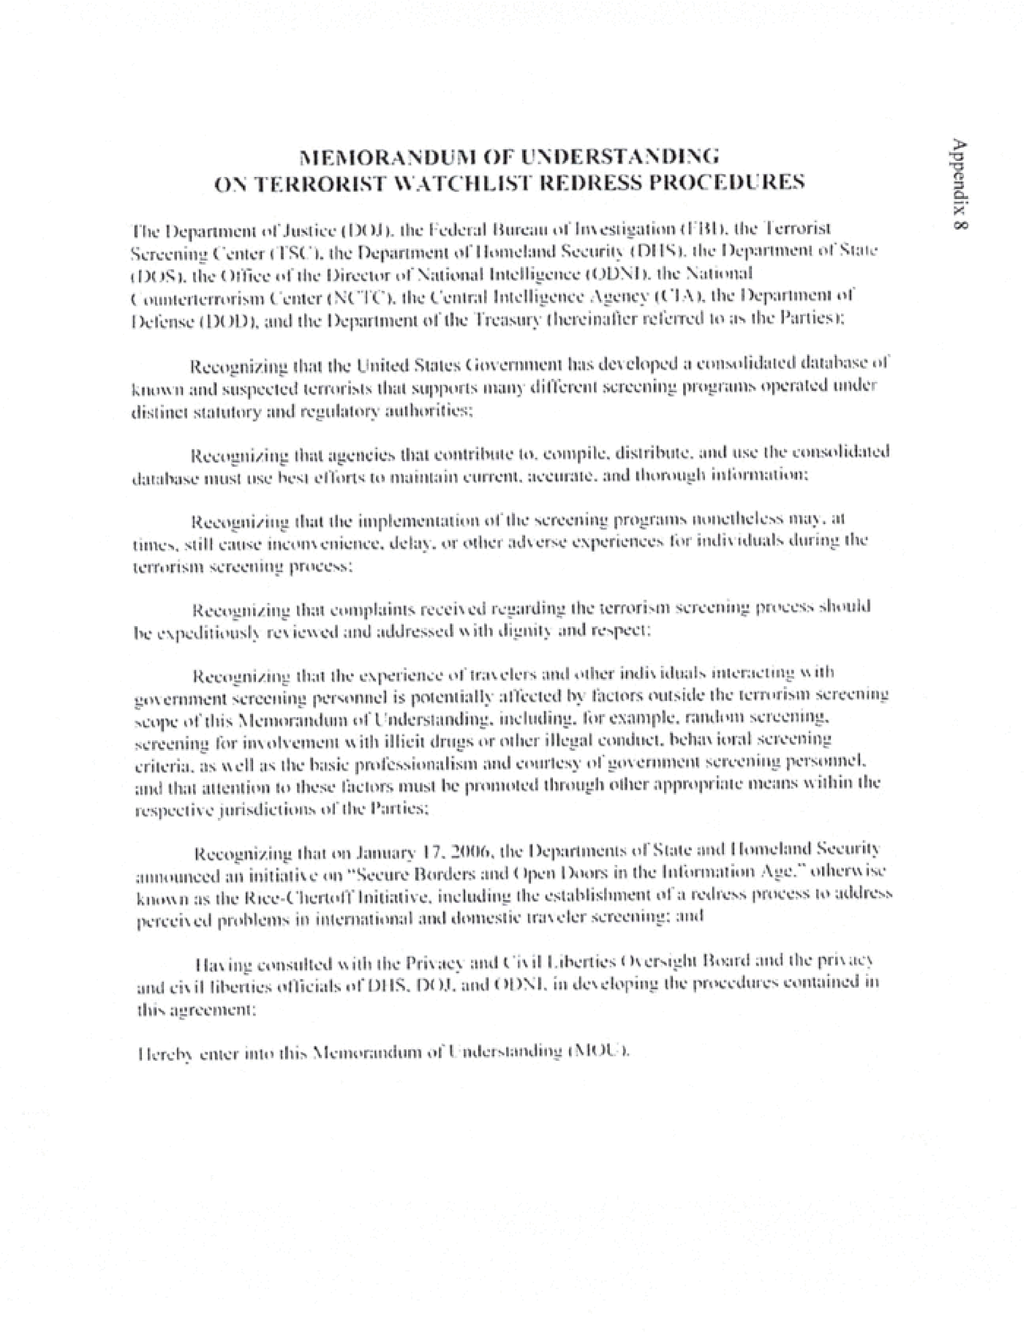 Appendix 8
MEMORANDUM OF UNDERSTANDING
ON TERRORIST WATCHLIST REDRESS PROCEDURES
The Department of Justice (DOJ), the Federal Bureau of Investigation (FBI), the Terrorist
Screening Center (TSC), the Department of Homeland Security (DHS), the Department of State
(DOS), the Office of the Director of National Intelligence (ODNI), the National
Counterterrorism Center (NCTC), the Central Intelligence Agency (CIA), the Department of
Defense (DOD), and the Department of the Treasury (hereinafter referred to as the Parties);
Recognizing that the United States Government has developed a consolidated database of
known and suspected terrorists that supports many different screening programs operated under
distinct statutory and regulatory authorities;
Recognizing that agencies that contribute to, compile, distribute, and use the consolidated
database must use best efforts to maintain current, accurate, and thorough information;
Recognizing that the implementation of the screening programs nonetheless may, at
times, still cause inconvenience, delay, or other adverse experiences for individuals during the
terrorism screening process;
Recognizing that complaints received regarding the terrorism screening process should
be expeditiously reviewed and addressed with dignity and respect;
Recognizing that the experience of travelers and other individuals interacting with
government screening personnel is potentially affected by factors outside the terrorism screening
scope of this Memorandum of Understanding, including, for example, random screening,
screening for involvement with illicit drugs or other illegal conduct, behavioral screening
criteria, as well as the basic professionalism and courtesy of government screening personnel,
and that attention to these factors must be promoted through other appropriate means within the
respective jurisdictions of the Parties;
Recognizing that on January 17, 2006, the Departments of State and Homeland Security
announced an initiative on "Secure Borders and Open Doors in the Information Age," otherwise
known as the Rice-Chertoff Initiative, including the establishment of a redress process to address
perceived problems in international and domestic traveler screening; and
Having consulted with the Privacy and Civil Liberties Oversight Board and the privacy
and civil liberties officials of DHS, DOJ, and ODNI, in developing the procedures contained in
this agreement;
Hereby enter into this Memorandum of Understanding (MOU).